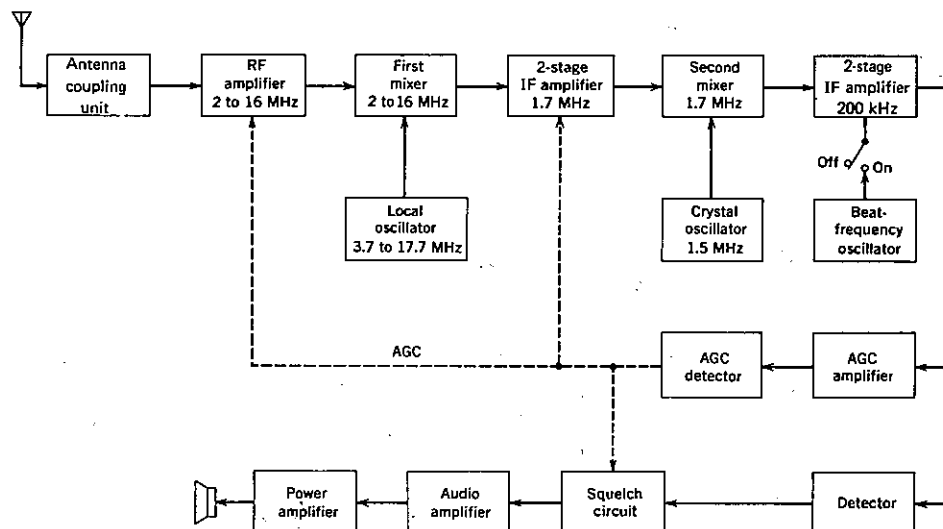 Antenna
coupling
unit
RF
amplifier
2 to 16 MHz
First
mixer
2 to 16 MHz
2-stage
IF amplifier
1.7 MHz
Second
mixer
1.7 MHz
2-stage
IF amplifier
200 kHz
Off
On
Local
oscillator
3.7 to 17.7 MHz
Crystal
oscillator
1.5 MHz
Beat-
frequency
oscillator
AGC
AGC
detector
AGC
amplifier
Power
amplifier
Audio
amplifier
Squelch
circuit
Detector